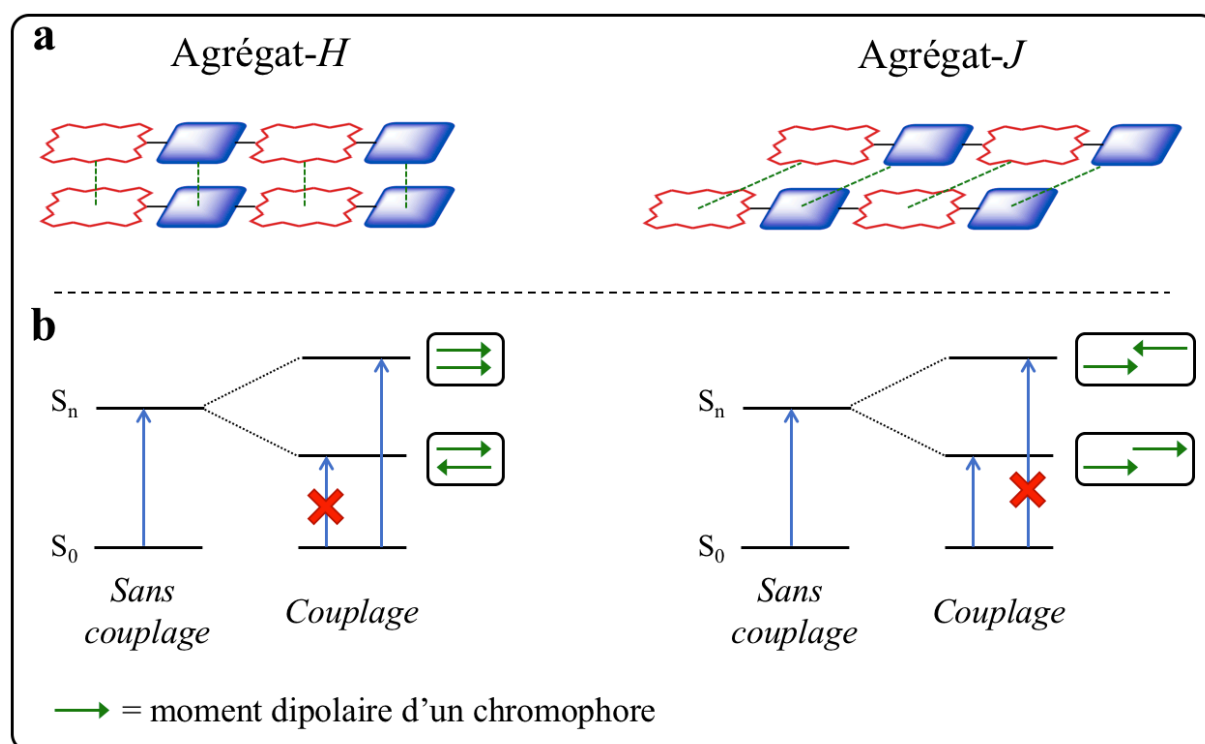 a
Agrégat-H
Agrégat-J
b
Sn
S0
Sans
couplage
Couplage
Sn
S0
Sans
couplage
Couplage
= moment dipolaire d’un chromophore